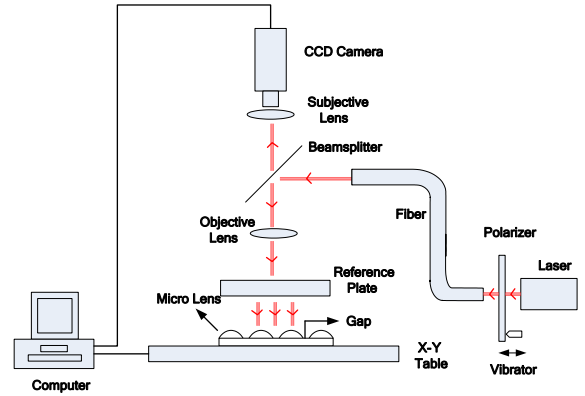 CCD Camera
Subjective
Lens
Beamsplitter
Fiber
Polarizer
Laser
Objective
Lens
Reference
Plate
Micro Lens
Gap
X-Y
Table
Vibrator
Computer